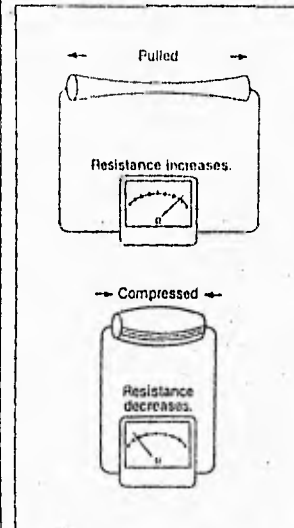 Pulled
Resistance increases.
R
Compressed
Resistance
decreases.
R